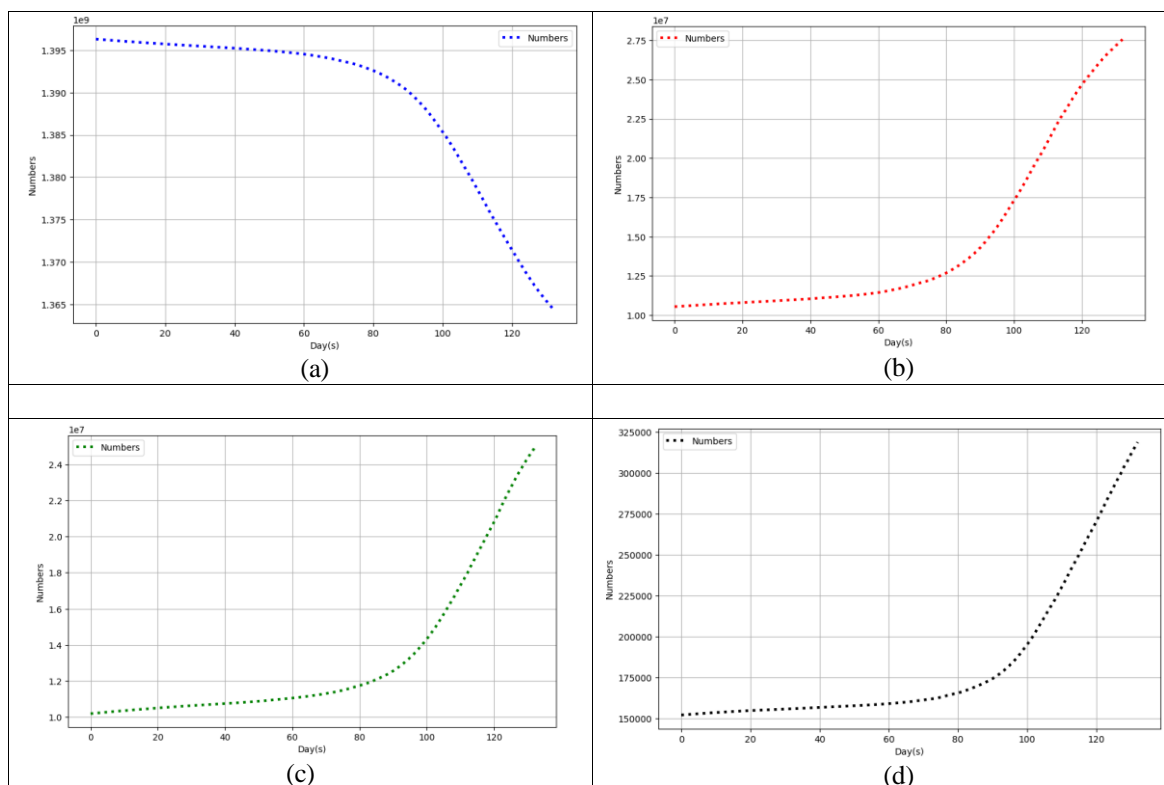 1e9
Numbers
1.395
1.390
1.385
1.380
1.375
1.370
1.365
Numbers
0 20 40 60 80 100 120
Day(s)
(a)
1e7
Numbers
2.75
2.50
2.25
2.00
1.75
1.50
1.25
1.00
Numbers
0 20 40 60 80 100 120
Day(s)
(b)
1e7
Numbers
2.4
2.2
2.0
1.8
1.6
1.4
1.2
1.0
Numbers
0 20 40 60 80 100 120
Day(s)
(c)
Numbers
325000
300000
275000
250000
225000
200000
175000
150000
Numbers
0 20 40 60 80 100 120
Day(s)
(d)